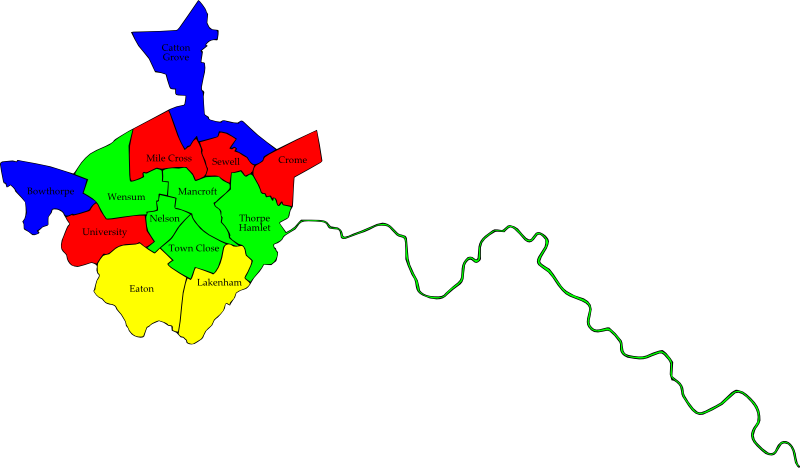 Catton
Grove
Mile Cross
Sewell
Crome
Bowthorpe
Wensum
Mancroft
Nelson
Thorpe
Hamlet
University
Town Close
Eaton
Lakenham